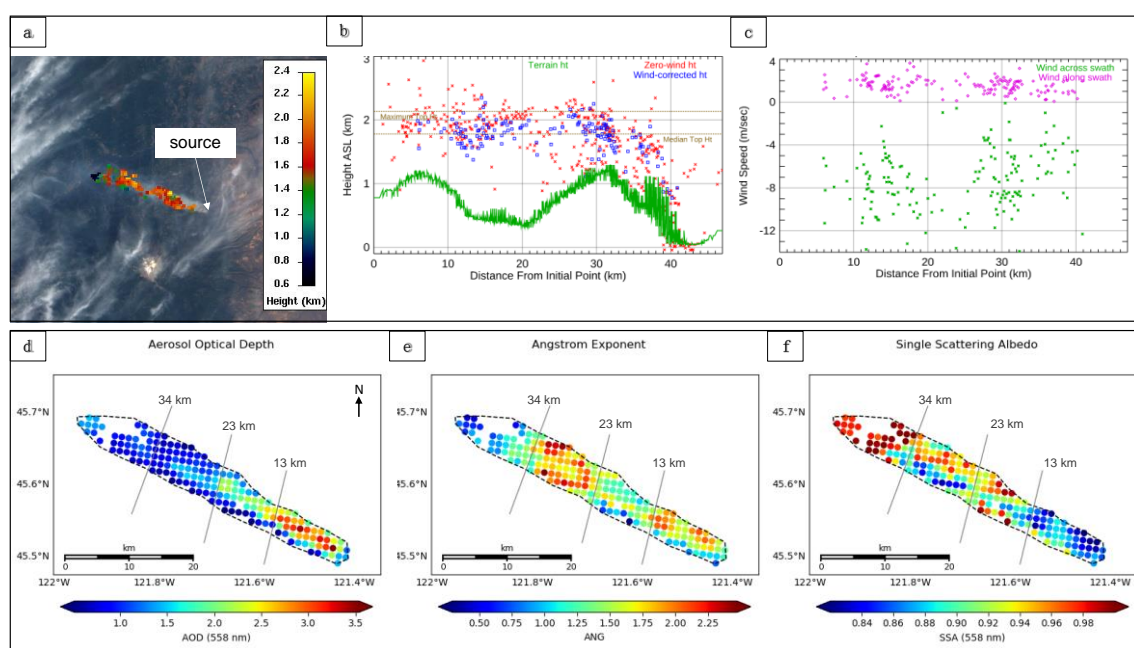 a
source
2.4
2.2
2.0
1.8
1.6
1.4
1.2
1.0
0.8
0.6
Height (km)
b
3
2
1
0
Height ASL (km)
Terrain ht
Zero-wind ht
Wind-corrected ht
Maximum Top Ht
Median Top Ht
0 10 20 30 40
Distance From Initial Point (km)
c
4
0
-4
-8
-12
Wind Speed (m/sec)
Wind across swath
Wind along swath
0 10 20 30 40
Distance From Initial Point (km)
d
Aerosol Optical Depth
N
34 km
23 km
13 km
45.7°N
45.6°N
45.5°N
km
0 10 20
122°W 121.8°W 121.6°W 121.4°W
1.0 1.5 2.0 2.5 3.0 3.5
AOD (558 nm)
e
Angstrom Exponent
34 km
23 km
13 km
45.7°N
45.6°N
45.5°N
km
0 10 20
122°W 121.8°W 121.6°W 121.4°W
0.50 0.75 1.00 1.25 1.50 1.75 2.00 2.25
ANG
f
Single Scattering Albedo
34 km
23 km
13 km
45.7°N
45.6°N
45.5°N
km
0 10 20
122°W 121.8°W 121.6°W 121.4°W
0.84 0.86 0.88 0.90 0.92 0.94 0.96 0.98
SSA (558 nm)